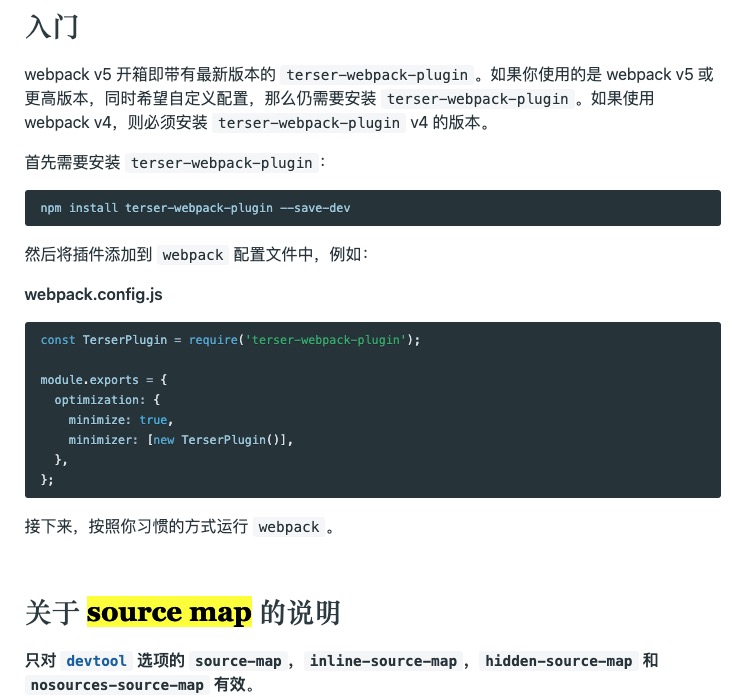 入门
webpack v5 开箱即带有最新版本的 terser-webpack-plugin 。如果你使用的是 webpack v5 或
更高版本，同时希望自定义配置，那么仍需要安装 terser-webpack-plugin 。如果使用
webpack v4，则必须安装 terser-webpack-plugin v4 的版本。
首先需要安装 terser-webpack-plugin：
npm install terser-webpack-plugin --save-dev
然后将插件添加到 webpack 配置文件中，例如：
webpack.config.js
const TerserPlugin = require('terser-webpack-plugin');
module.exports = {
  optimization: {
    minimize: true,
    minimizer: [new TerserPlugin()],
  },
};
接下来，按照你习惯的方式运行 webpack 。
关于 source map 的说明
只对 devtool 选项的 source-map ， inline-source-map ， hidden-source-map 和
nosources-source-map 有效。